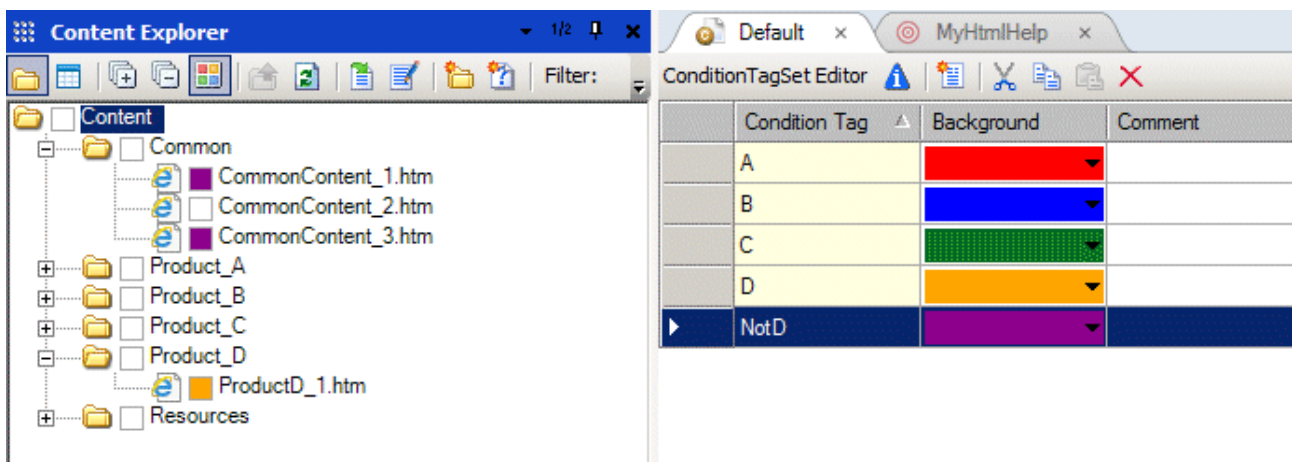 Content Explorer
1/2
Filter:
Content
Common
CommonContent_1.htm
CommonContent_2.htm
CommonContent_3.htm
Product_A
Product_B
Product_C
Product_D
ProductD_1.htm
Resources
Default
MyHtmlHelp
ConditionTagSet Editor
Condition Tag Background Comment
A
B
C
D
NotD